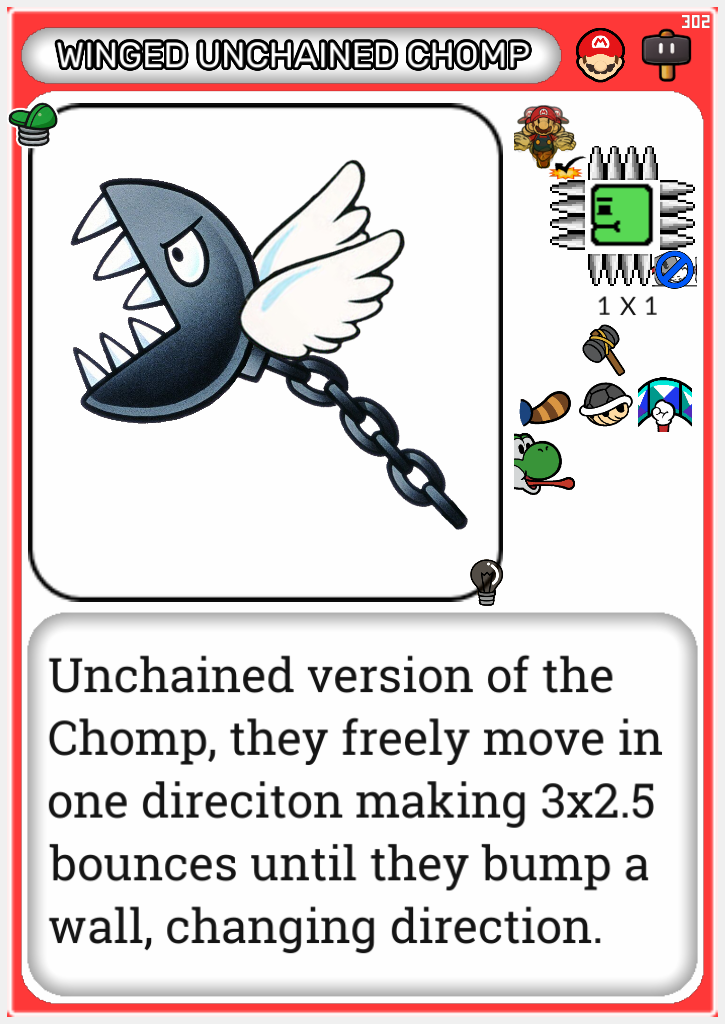 302
WINGED UNCHAINED CHOMP
1 X 1
Unchained version of the
Chomp, they freely move in
one direciton making 3x2.5
bounces until they bump a
wall, changing direction.